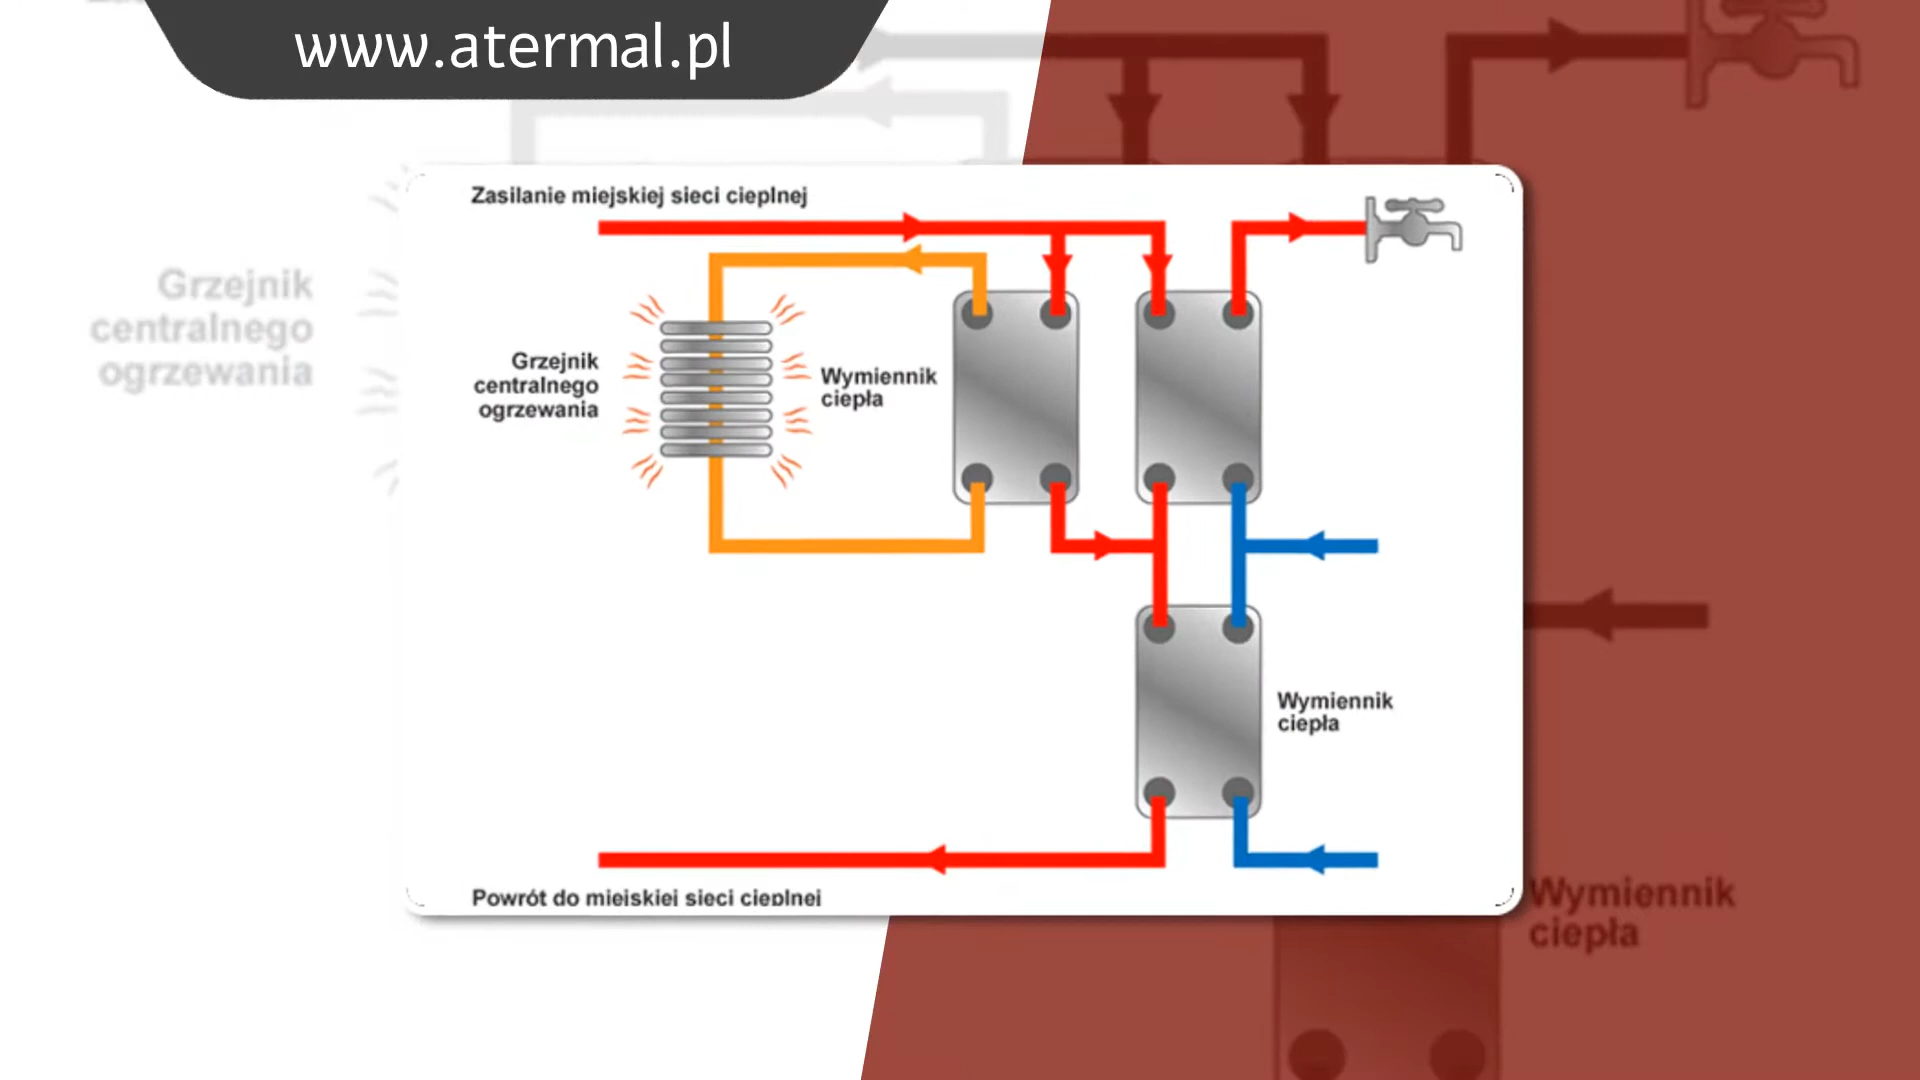 www.atermal.pl
Zasilanie miejskiej sieci cieplnej
Grzejnik
centralnego
ogrzewania
Grzejnik
centralnego
ogrzewania
Wymiennik
ciepła
Wymiennik
ciepła
Wymiennik
ciepła
Powrót do miejskiej sieci cieplnej